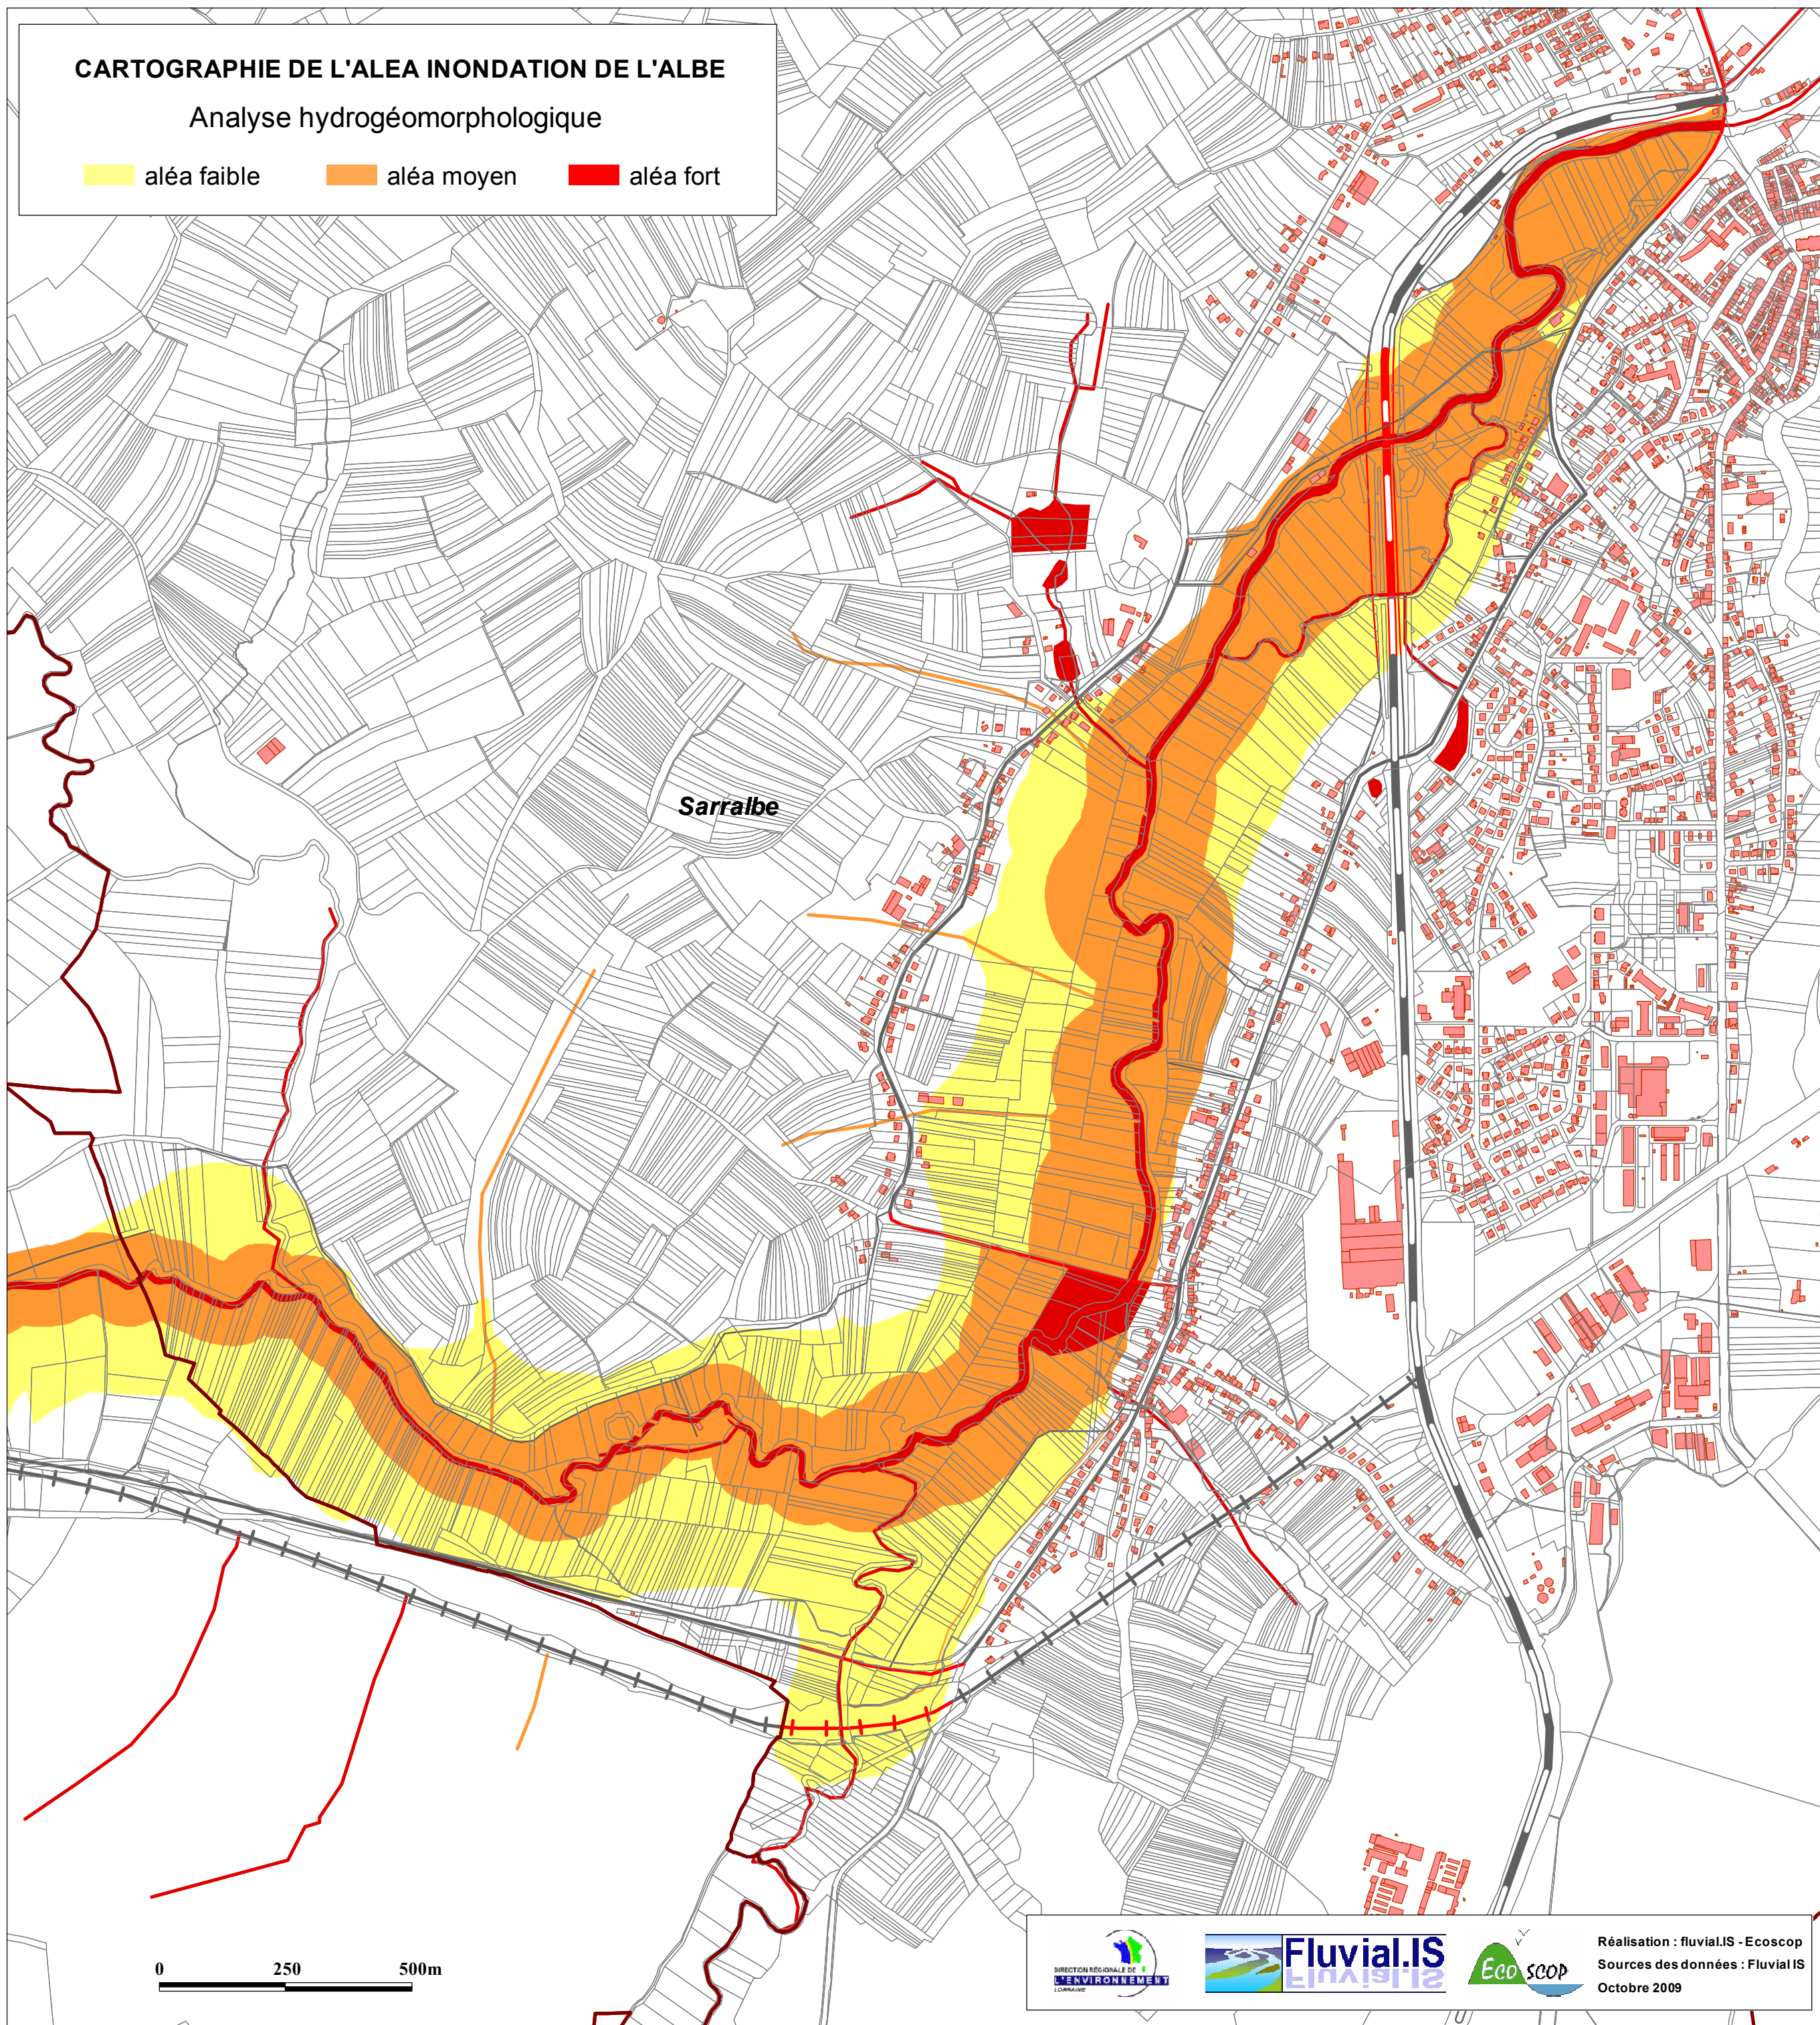 CARTOGRAPHIE DE L'ALEA INONDATION DE L'ALBE
Analyse hydrogéomorphologique
aléa faible
aléa moyen
aléa fort
Sarralbe
0 250 500m
DIRECTION RÉGIONALE DE
L'ENVIRONNEMENT
LORRAINE
Fluvial.IS
Eco SCOP
Réalisation : fluvial.IS - Ecoscop
Sources des données : Fluvial IS
Octobre 2009